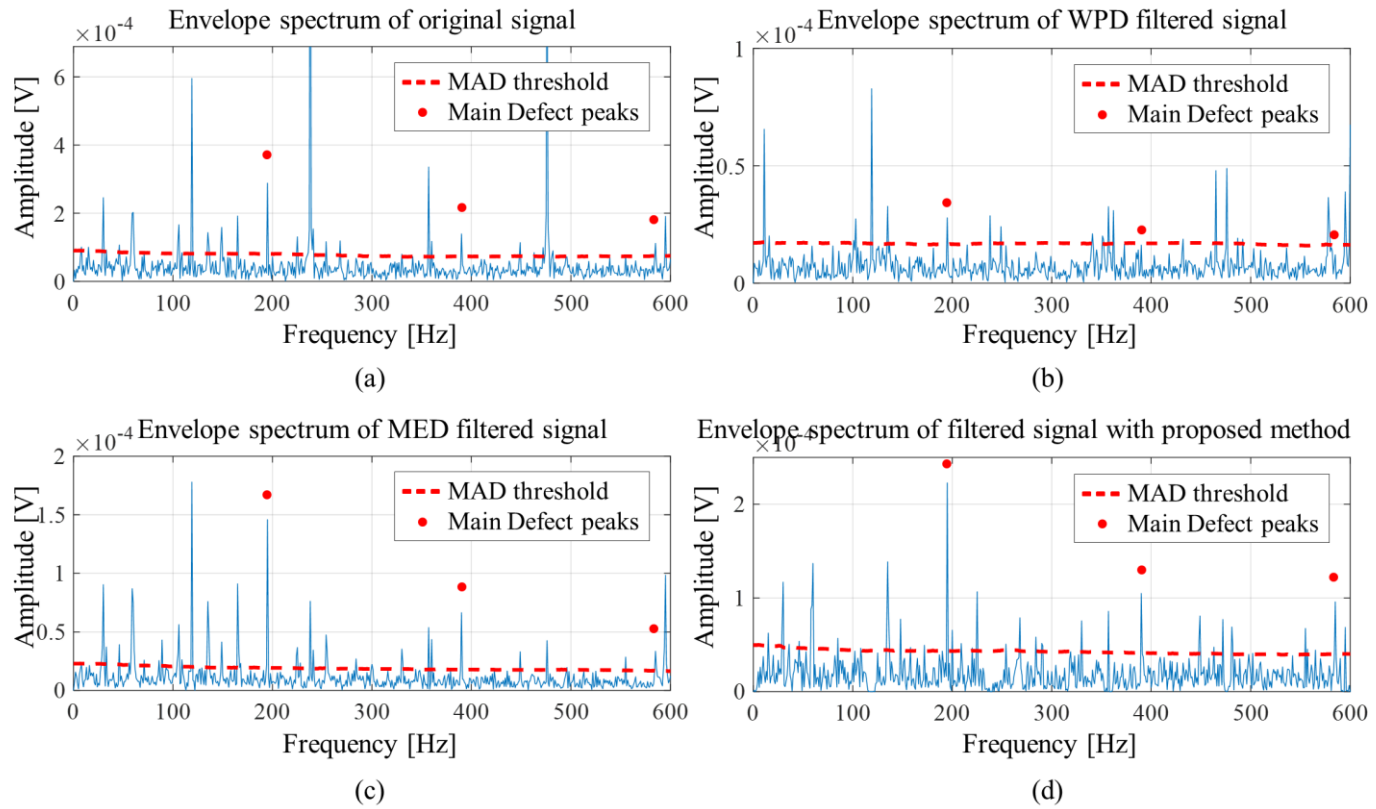 Envelope spectrum of original signal
×10-4
6
4
2
0
Amplitude [V]
MAD threshold
Main Defect peaks
0 100 200 300 400 500 600
Frequency [Hz]
(a)
Envelope spectrum of WPD filtered signal
×10-4
1
0.5
0
Amplitude [V]
MAD threshold
Main Defect peaks
0 100 200 300 400 500 600
Frequency [Hz]
(b)
Envelope spectrum of MED filtered signal
×10-4
2
1.5
1
0.5
0
Amplitude [V]
MAD threshold
Main Defect peaks
0 100 200 300 400 500 600
Frequency [Hz]
(c)
Envelope spectrum of filtered signal with proposed method
×10-4
2
1
0
Amplitude [V]
MAD threshold
Main Defect peaks
0 100 200 300 400 500 600
Frequency [Hz]
(d)